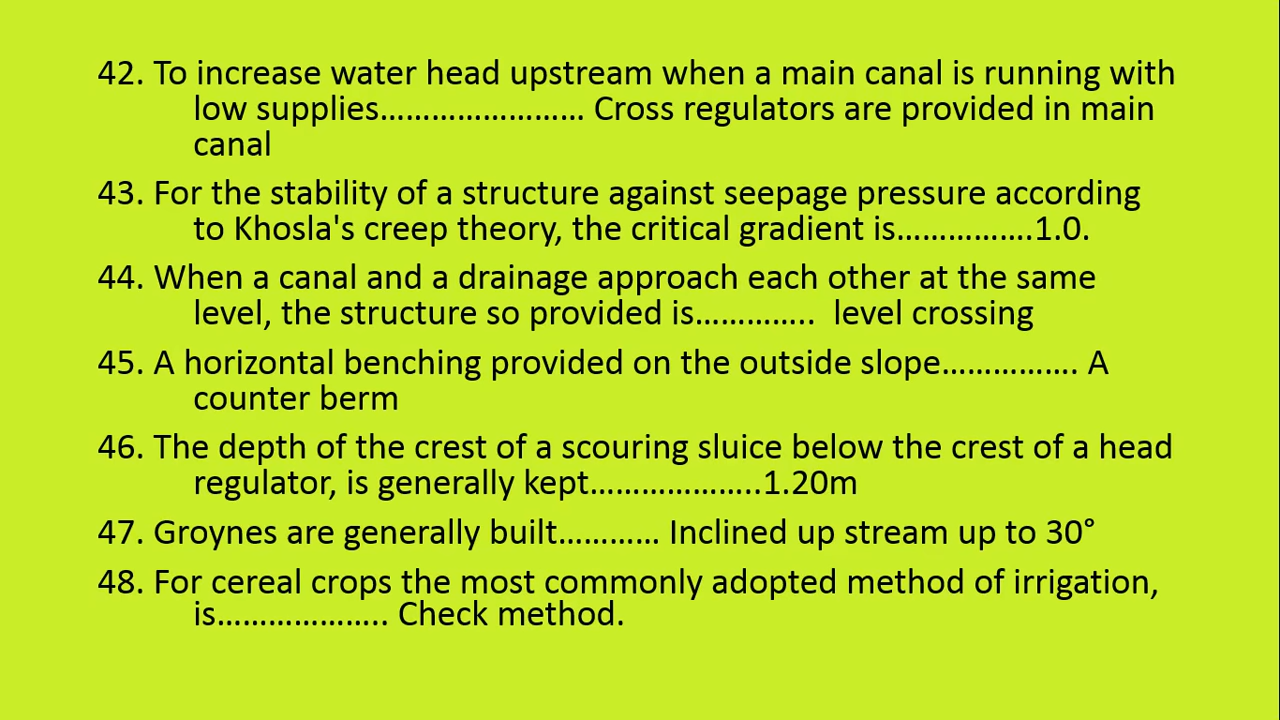 42. To increase water head upstream when a main canal is running with
low supplies…………………… Cross regulators are provided in main
canal
43. For the stability of a structure against seepage pressure according
to Khosla's creep theory, the critical gradient is…………….1.0.
44. When a canal and a drainage approach each other at the same
level, the structure so provided is………….. level crossing
45. A horizontal benching provided on the outside slope……………. A
counter berm
46. The depth of the crest of a scouring sluice below the crest of a head
regulator, is generally kept………………..1.20m
47. Groynes are generally built………… Inclined up stream up to 30°
48. For cereal crops the most commonly adopted method of irrigation,
is……………….. Check method.